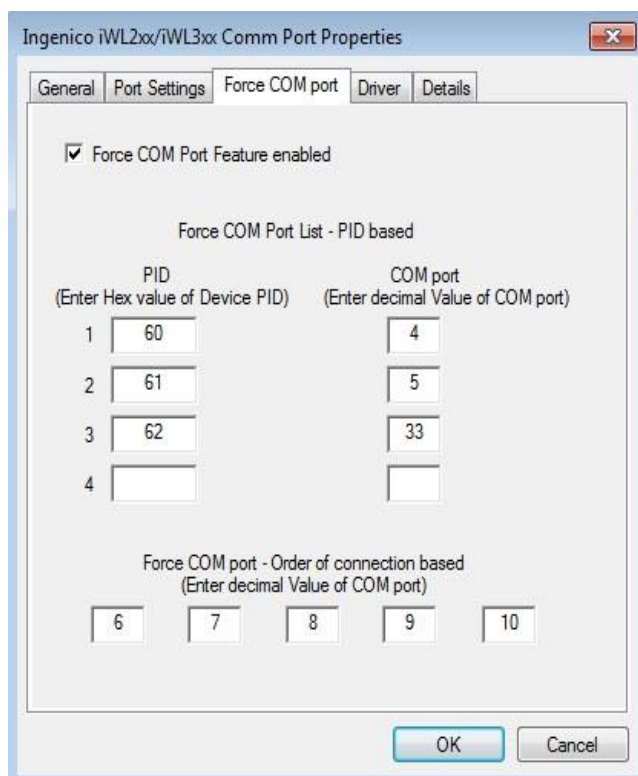 Ingenico iWL2xx/iWL3xx Comm Port Properties
General Port Settings Force COM port Driver Details
Force COM Port Feature enabled
Force COM Port List - PID based
PID COM port
(Enter Hex value of Device PID) (Enter decimal Value of COM port)
1 60 4
2 61 5
3 62 33
4
Force COM port - Order of connection based
(Enter decimal Value of COM port)
6 7 8 9 10
OK Cancel